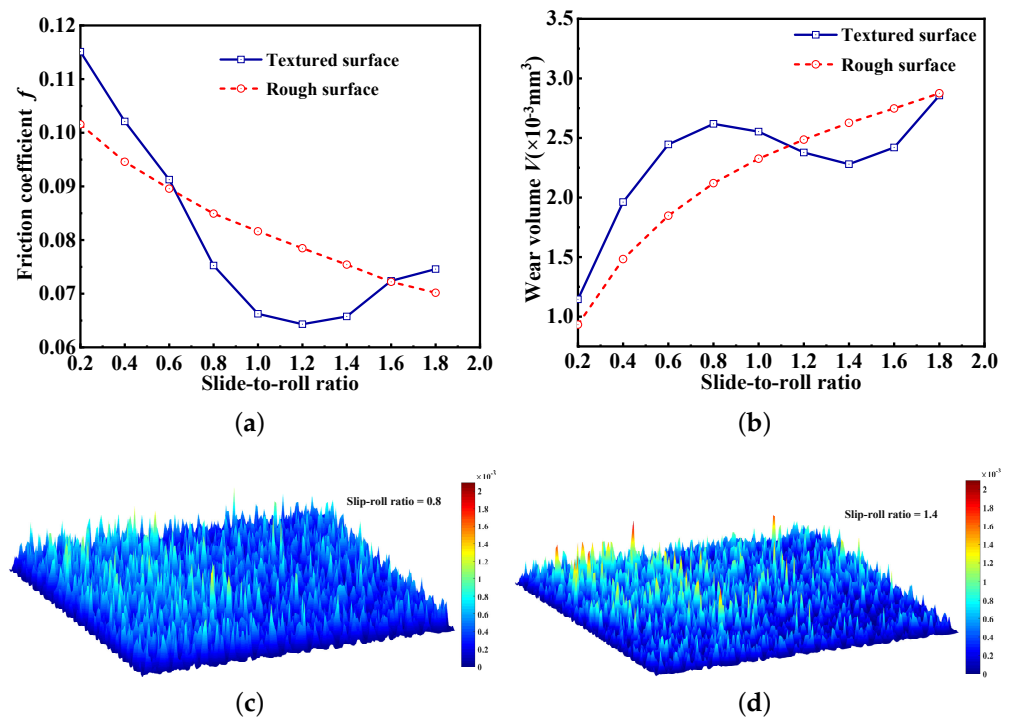 0.12
0.11
0.10
0.09
0.08
0.07
0.06
Friction coefficient f
Textured surface
Rough surface
0.2 0.4 0.6 0.8 1.0 1.2 1.4 1.6 1.8 2.0
Slide-to-roll ratio
(a)
3.5
3.0
2.5
2.0
1.5
1.0
Wear volume V(×10⁻³mm³)
Textured surface
Rough surface
0.2 0.4 0.6 0.8 1.0 1.2 1.4 1.6 1.8 2.0
Slide-to-roll ratio
(b)
Slip-roll ratio = 0.8
×10⁻³
2
1.8
1.6
1.4
1.2
1
0.8
0.6
0.4
0.2
0
(c)
Slip-roll ratio = 1.4
×10⁻³
2
1.8
1.6
1.4
1.2
1
0.8
0.6
0.4
0.2
0
(d)